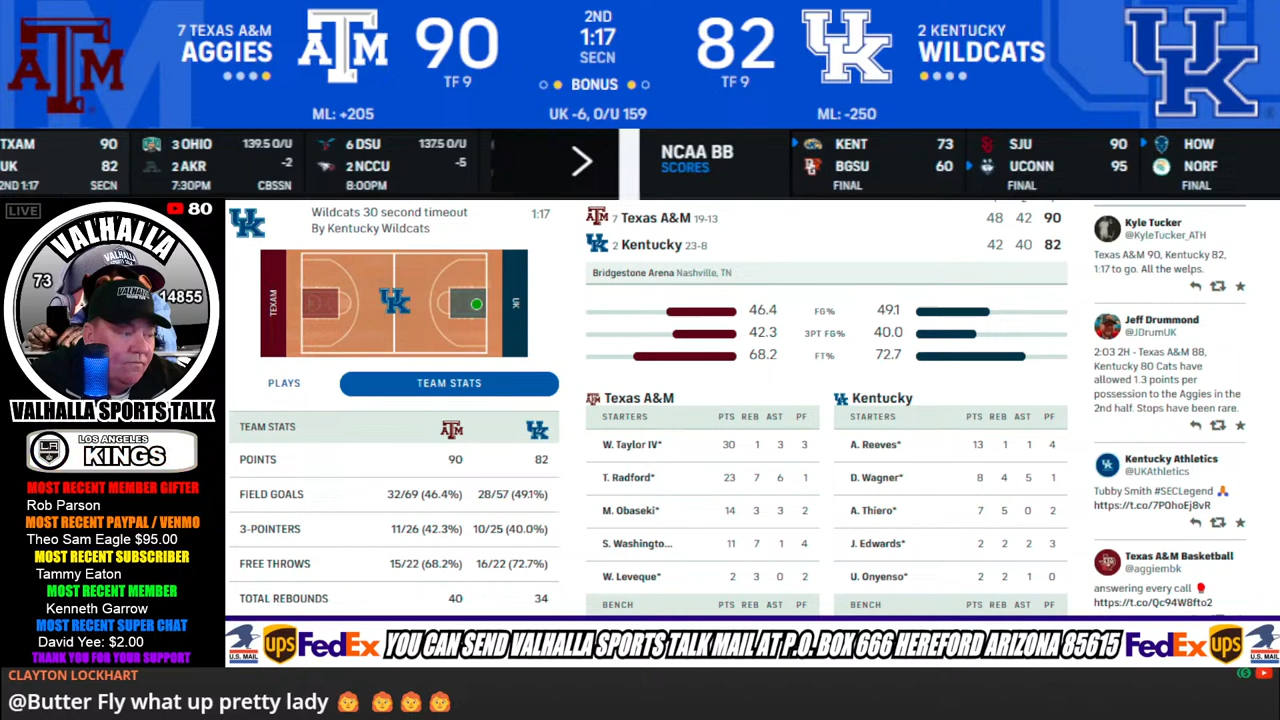 7 TEXAS A&M
AGGIES
ATM
90
TF 9
2ND
1:17
SECN
BONUS
82
TF 9
2 KENTUCKY
WILDCATS
ML: +205
UK -6, O/U 159
ML: -250
TXAM 90
UK 82
2ND 1:17 SECN
3 OHIO 139.5 O/U
2 AKR -2
7:30PM CBSSN
6 DSU 137.5 O/U
2 NCCU -5
8:00PM
NCAA BB
SCORES
KENT 73
BGSU 60
FINAL
SJU 90
UCONN 95
FINAL
HOW
NORF
FINAL
LIVE
80
VALHALLA
73
14855
VALHALLA SPORTS TALK
LOS ANGELES
KINGS
MOST RECENT MEMBER GIFTER
Rob Parson
MOST RECENT PAYPAL / VENMO
Theo Sam Eagle $95.00
MOST RECENT SUBSCRIBER
Tammy Eaton
MOST RECENT MEMBER
Kenneth Garrow
MOST RECENT SUPER CHAT
David Yee: $2.00
THANK YOU FOR YOUR SUPPORT
Wildcats 30 second timeout 1:17
By Kentucky Wildcats
TEXAM
UK
PLAYS
TEAM STATS
TEAM STATS
POINTS 90 82
FIELD GOALS 32/69 (46.4%) 28/57 (49.1%)
3-POINTERS 11/26 (42.3%) 10/25 (40.0%)
FREE THROWS 15/22 (68.2%) 16/22 (72.7%)
TOTAL REBOUNDS 40 34
7 Texas A&M 19-13 48 42 90
2 Kentucky 23-8 42 40 82
Bridgestone Arena Nashville, TN
46.4 FG% 49.1
42.3 3PT FG% 40.0
68.2 FT% 72.7
Texas A&M
STARTERS PTS REB AST PF
W. Taylor IV* 30 1 3 3
T. Radford* 23 7 6 1
M. Obaseki* 14 3 3 2
S. Washingto... 11 7 1 4
W. Leveque* 2 3 0 2
BENCH PTS REB AST PF
Kentucky
STARTERS PTS REB AST PF
A. Reeves* 13 1 1 4
D. Wagner* 8 4 5 1
A. Thiero* 7 5 0 2
J. Edwards* 2 2 2 3
U. Onyenso* 2 2 1 0
BENCH PTS REB AST PF
Kyle Tucker
@KyleTucker_ATH
Texas A&M 90, Kentucky 82,
1:17 to go. All the welps.
Jeff Drummond
@JDrumUK
2:03 2H - Texas A&M 88,
Kentucky 80 Cats have
allowed 1.3 points per
possession to the Aggies in the
2nd half. Stops have been rare.
Kentucky Athletics
@UKAthletics
Tubby Smith #SECLegend 🙏
https://t.co/7P0hoEj8vR
Texas A&M Basketball
@aggiembk
answering every call
https://t.co/Qc94W8fto2
U.S. MAIL
ups
FedEx
YOU CAN SEND VALHALLA SPORTS TALK MAIL AT P.O. BOX 666 HEREFORD ARIZONA 85615
FedEx
ups
U.S. MAIL
CLAYTON LOCKHART
@Butter Fly what up pretty lady